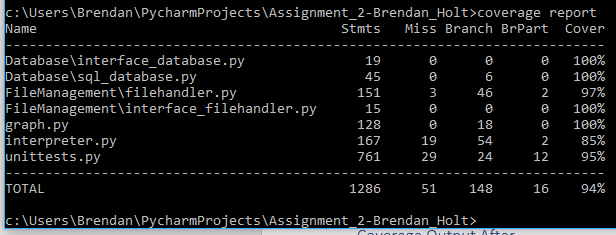 c:\Users\Brendan\PycharmProjects\Assignment_2-Brendan_Holt>coverage report
Name Stmts Miss Branch BrPart Cover
--------------------------------------------------------------------------
Database\interface_database.py 19 0 0 0 100%
Database\sql_database.py 45 0 6 0 100%
FileManagement\filehandler.py 151 3 46 2 97%
FileManagement\interface_filehandler.py 15 0 0 0 100%
graph.py 128 0 18 0 100%
interpreter.py 167 19 54 2 85%
unittests.py 761 29 24 12 95%
--------------------------------------------------------------------------
TOTAL 1286 51 148 16 94%
c:\Users\Brendan\PycharmProjects\Assignment_2-Brendan_Holt>
Coverage Output After